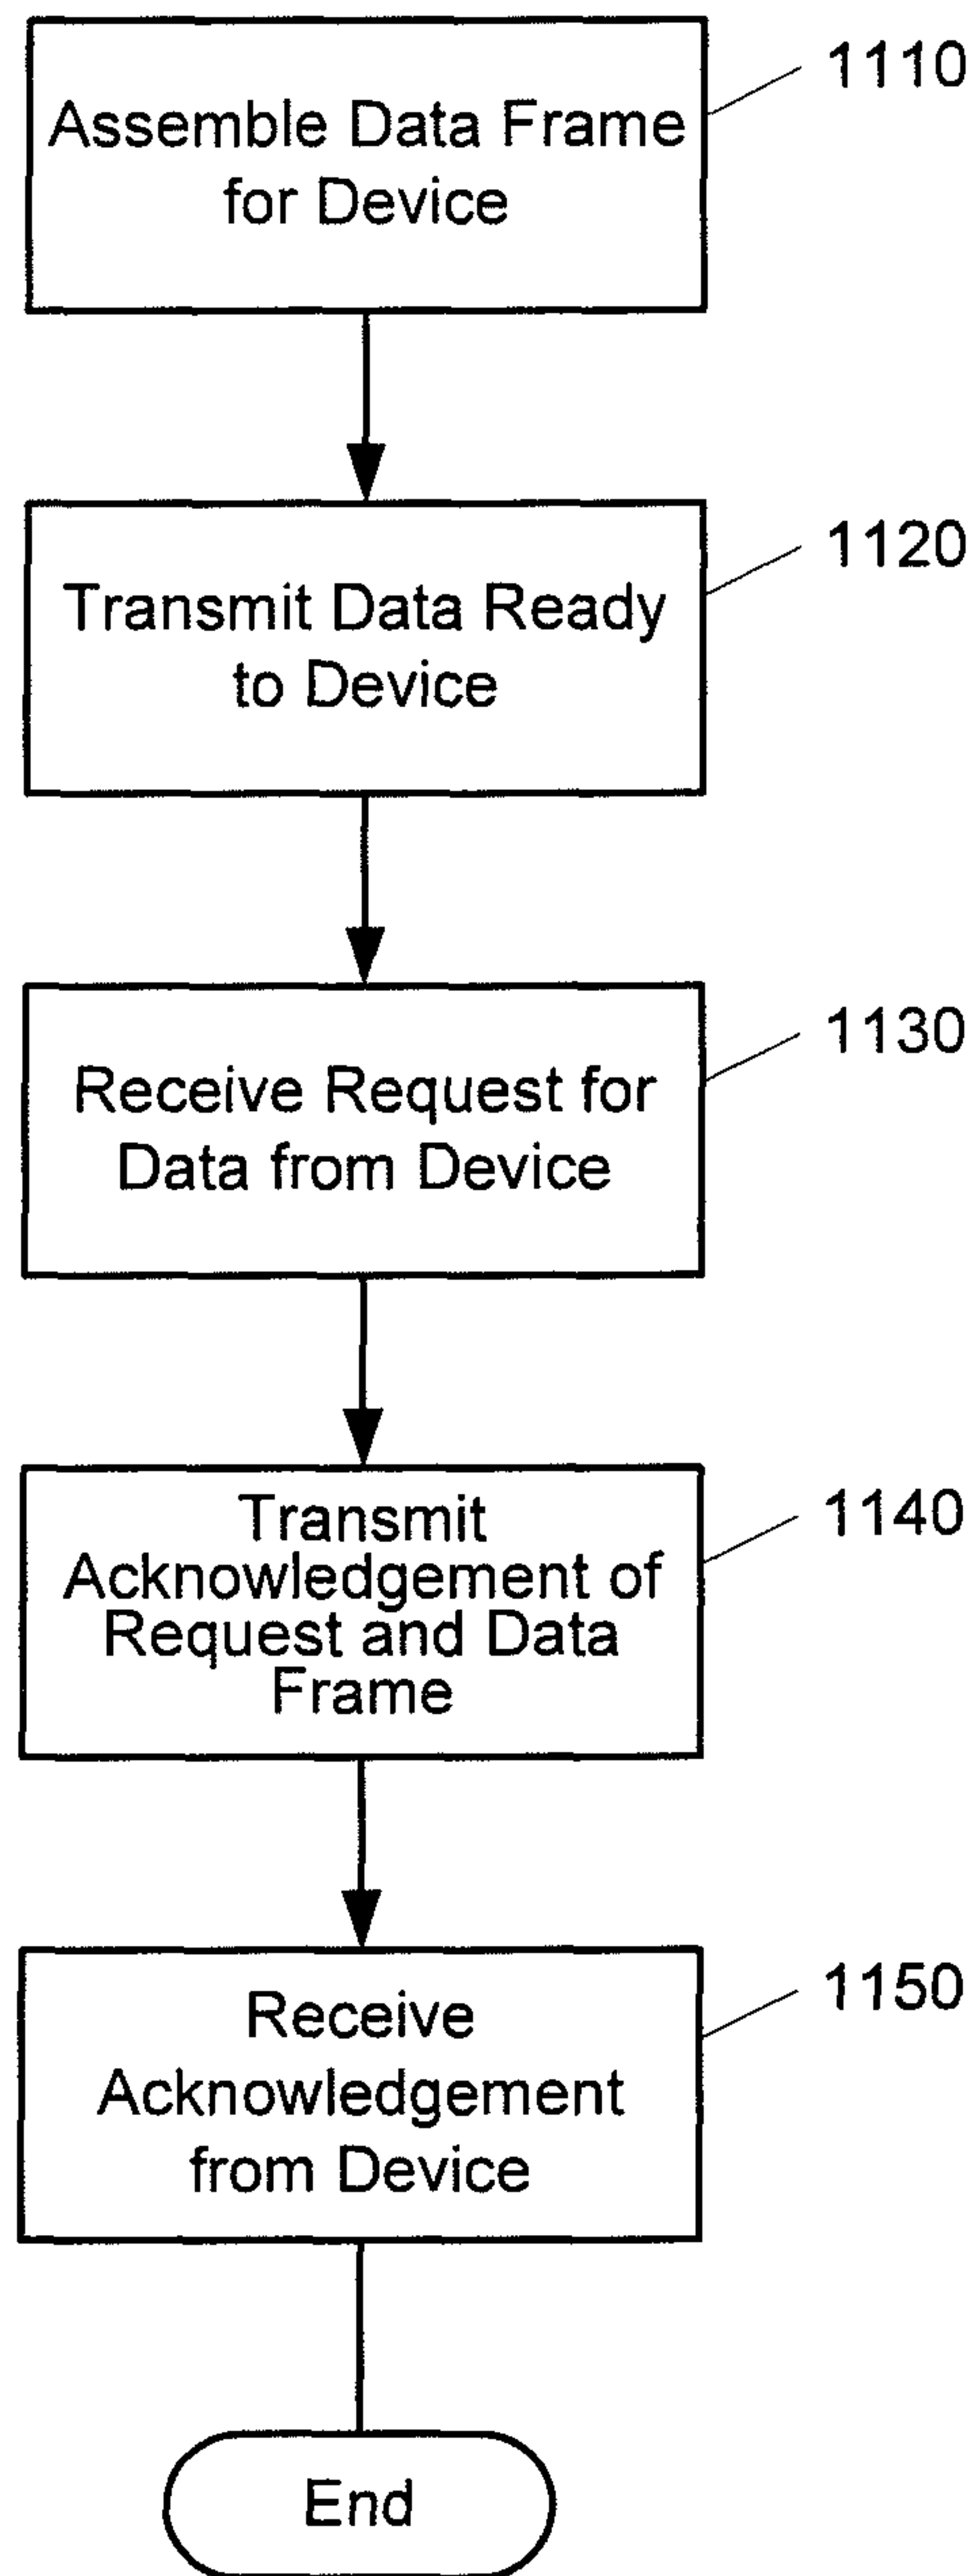 1110
Assemble Data Frame
for Device
1120
Transmit Data Ready
to Device
1130
Receive Request for
Data from Device
1140
Transmit
Acknowledgement of
Request and Data
Frame
1150
Receive
Acknowledgement
from Device
End